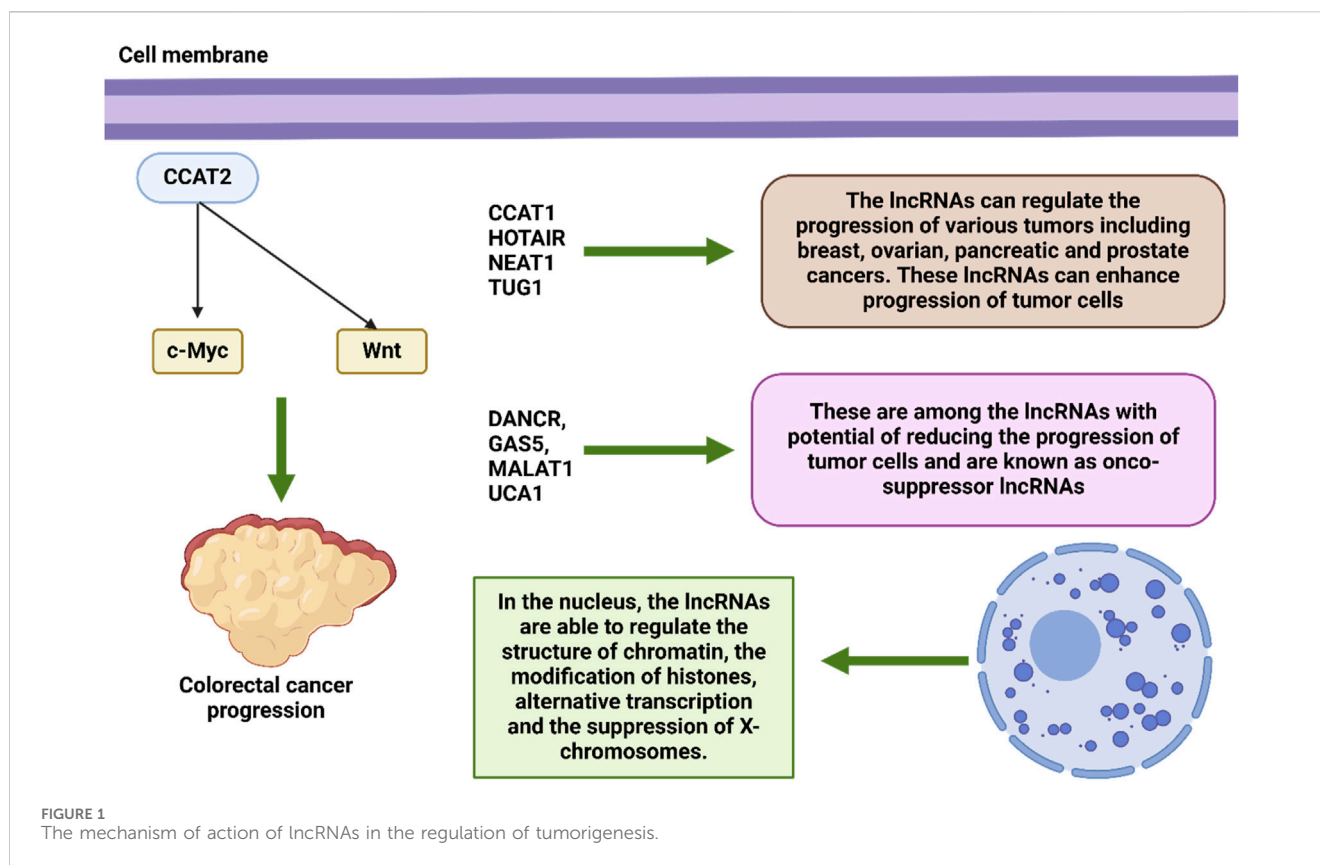 Cell membrane
CCAT2
c-Myc
Wnt
Colorectal cancer
progression
CCAT1
HOTAIR
NEAT1
TUG1
The lncRNAs can regulate the
progression of various tumors including
breast, ovarian, pancreatic and prostate
cancers. These lncRNAs can enhance
progression of tumor cells
DANCR,
GAS5,
MALAT1
UCA1
These are among the lncRNAs with
potential of reducing the progression of
tumor cells and are known as onco-
suppressor lncRNAs
In the nucleus, the lncRNAs
are able to regulate the
structure of chromatin, the
modification of histones,
alternative transcription
and the suppression of X-
chromosomes.
FIGURE 1
The mechanism of action of lncRNAs in the regulation of tumorigenesis.